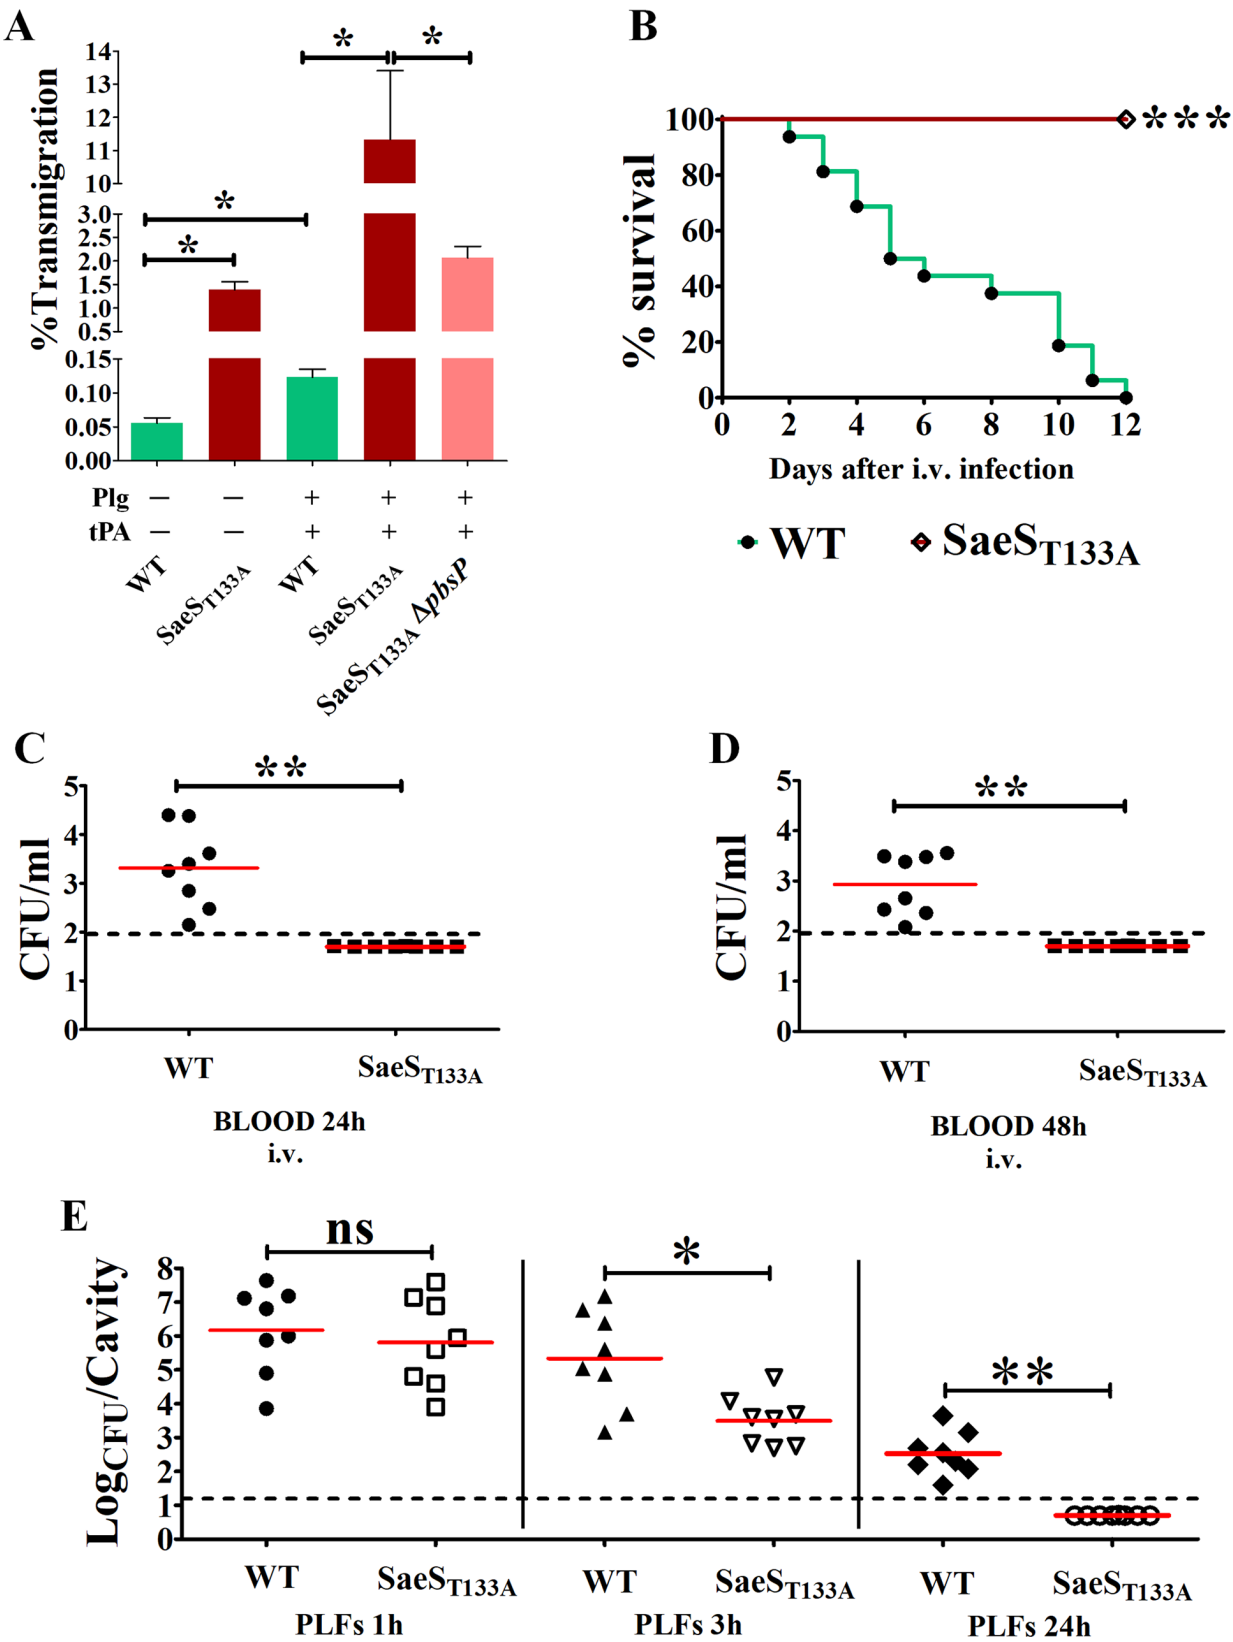 A
%Transmigration
14
13
12
11
10
3.0
2.5
2.0
1.5
1.0
0.5
0.15
0.10
0.05
0.00
* *
*
*
Plg — — + + +
tPA — — + + +
WT SaeST133A WT SaeST133A SaeST133A ΔpbsP
B
% survival
100
80
60
40
20
0
***
0 2 4 6 8 10 12
Days after i.v. infection
WT SaeST133A
C
CFU/ml
5
4
3
2
1
0
**
WT SaeST133A
BLOOD 24h
i.v.
D
CFU/ml
5
4
3
2
1
0
**
WT SaeST133A
BLOOD 48h
i.v.
E
LogCFU/Cavity
8
7
6
5
4
3
2
1
0
ns * **
WT SaeST133A WT SaeST133A WT SaeST133A
PLFs 1h PLFs 3h PLFs 24h